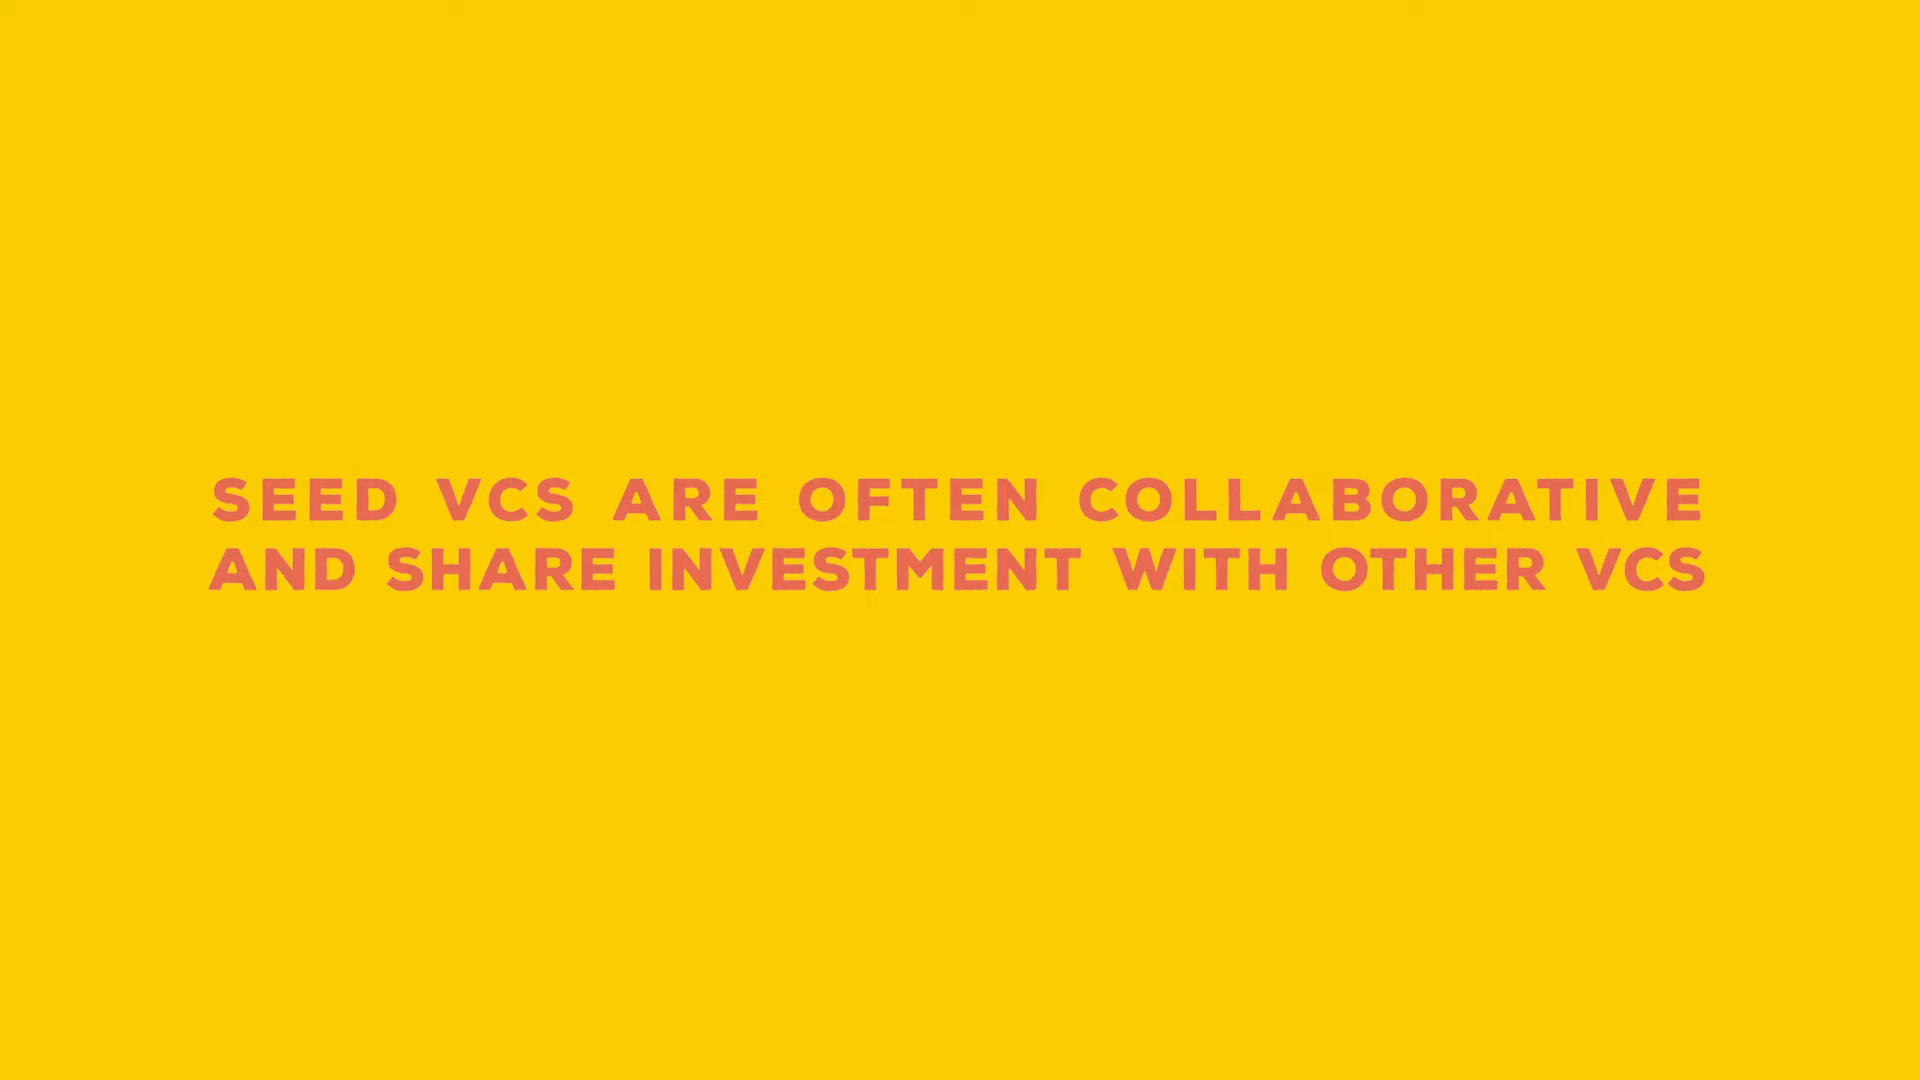 SEED VCS ARE OFTEN COLLABORATIVE
AND SHARE INVESTMENT WITH OTHER VCS